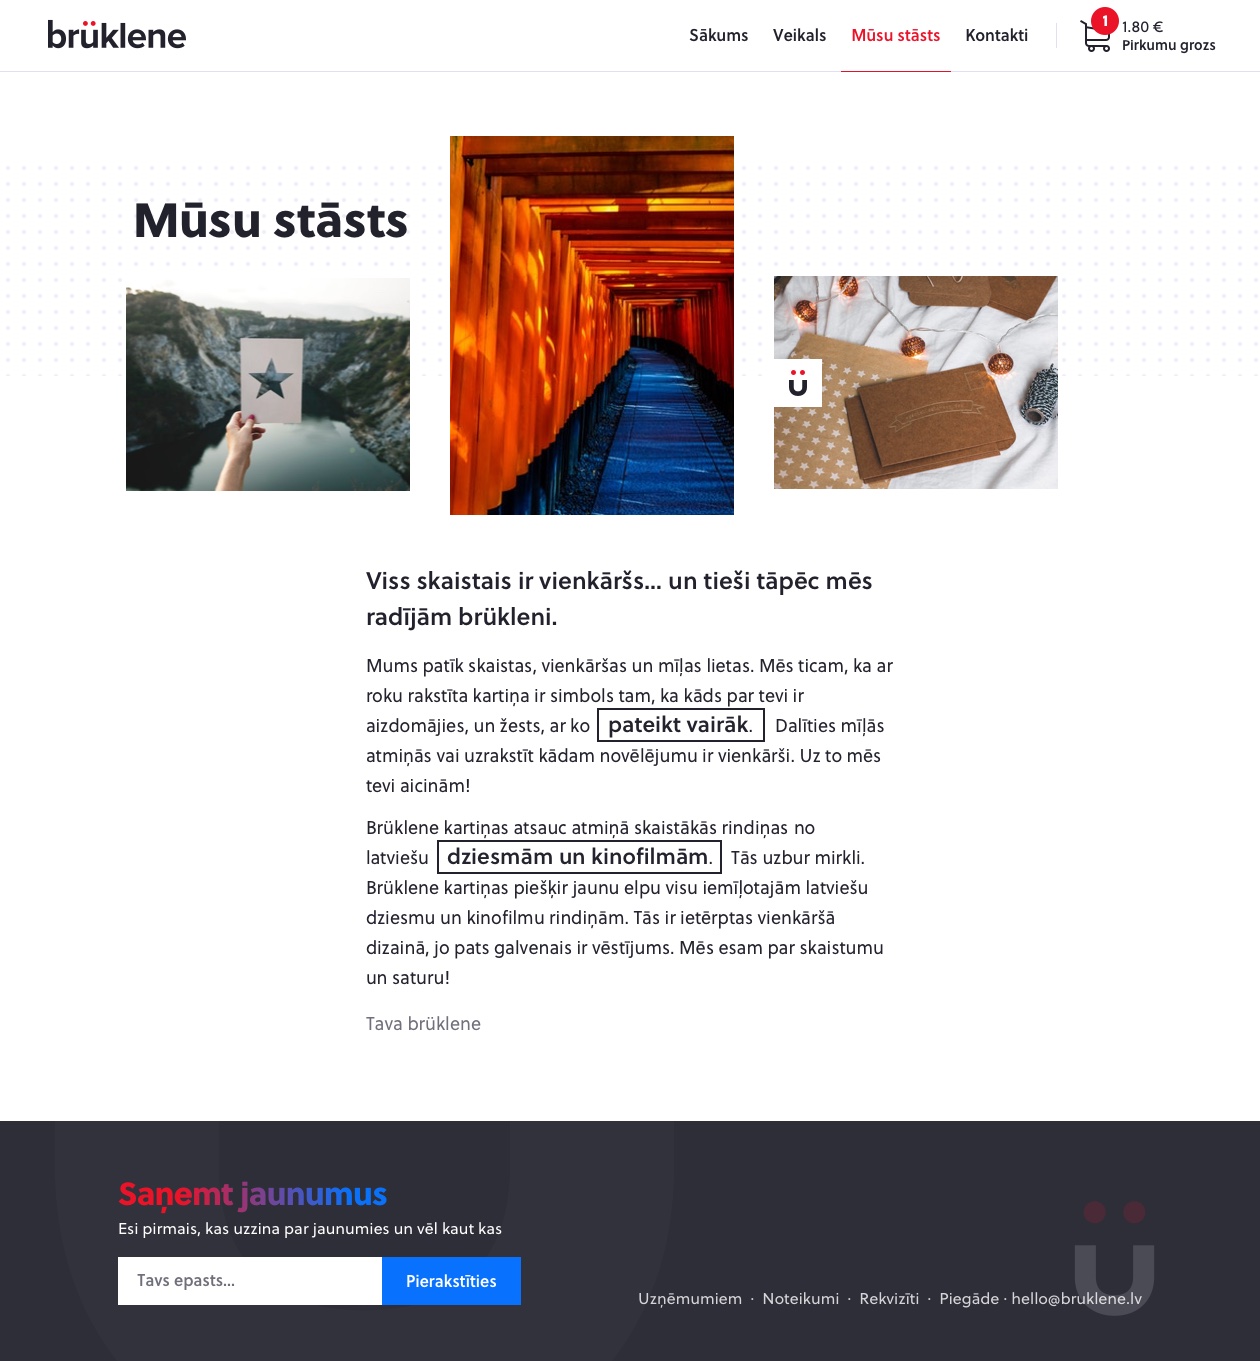 brüklene
Sākums Veikals Mūsu stāsts Kontakti
1
1.80 €
Pirkumu grozs
Mūsu stāsts
ü
Viss skaistais ir vienkāršs... un tieši tāpēc mēs
radījām brükleni.
Mums patīk skaistas, vienkāršas un mīļas lietas. Mēs ticam, ka ar
roku rakstīta kartiņa ir simbols tam, ka kāds par tevi ir
aizdomājies, un žests, ar ko pateikt vairāk. Dalīties mīļās
atmiņās vai uzrakstīt kādam novēlējumu ir vienkārši. Uz to mēs
tevi aicinām!
Brüklene kartiņas atsauc atmiņā skaistākās rindiņas no
latviešu dziesmām un kinofilmām. Tās uzbur mirkli.
Brüklene kartiņas piešķir jaunu elpu visu iemīļotajām latviešu
dziesmu un kinofilmu rindiņām. Tās ir ietērptas vienkāršā
dizainā, jo pats galvenais ir vēstījums. Mēs esam par skaistumu
un saturu!
Tava brüklene
Saņemt jaunumus
Esi pirmais, kas uzzina par jaunumies un vēl kaut kas
Tavs epasts... Pierakstīties
ü
Uzņēmumiem · Noteikumi · Rekvizīti · Piegāde · hello@bruklene.lv